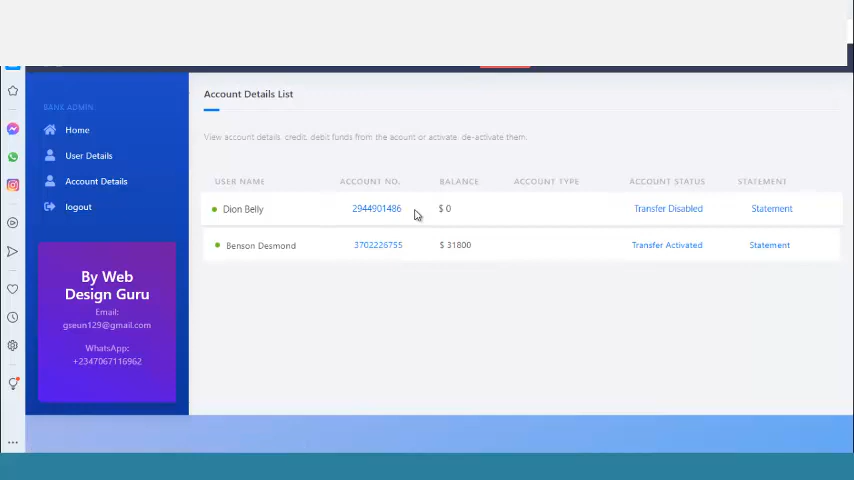 Account Details List
BANK ADMIN
Home
View account details, credit, debit funds from the acount or activate, de-activate them.
User Details
Account Details
logout
USER NAME ACCOUNT NO. BALANCE ACCOUNT TYPE ACCOUNT STATUS STATEMENT
Dion Belly 2944901486 $ 0 Transfer Disabled Statement
Benson Desmond 3702226755 $ 31800 Transfer Activated Statement
By Web
Design Guru
Email:
gseun129@gmail.com
WhatsApp:
+2347067116962